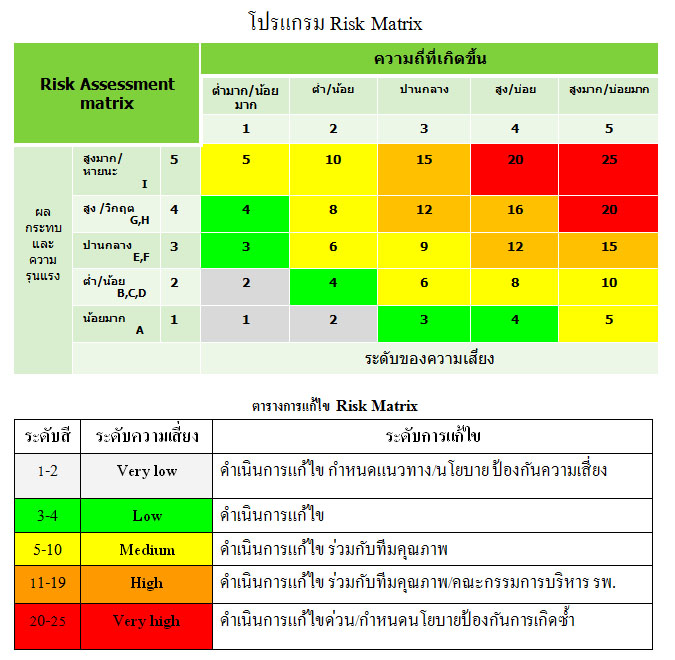 โปรแกรม Risk Matrix
Risk Assessment
matrix
ความถี่ที่เกิดขึ้น
ต่ำมาก/น้อย
มาก
ต่ำ/น้อย
ปานกลาง
สูง/บ่อย
สูงมาก/บ่อยมาก
1 2 3 4 5
ผล
กระทบ
และ
ความ
รุนแรง
สูงมาก/
หายนะ
I
5 5 10 15 20 25
สูง /วิกฤต
G,H
4 4 8 12 16 20
ปานกลาง
E,F
3 3 6 9 12 15
ต่ำ/น้อย
B,C,D
2 2 4 6 8 10
น้อยมาก
A
1 1 2 3 4 5
ระดับของความเสี่ยง
ตารางการแก้ไข Risk Matrix
ระดับสี ระดับความเสี่ยง ระดับการแก้ไข
1-2 Very low ดำเนินการแก้ไข กำหนดแนวทาง/นโยบาย ป้องกันความเสี่ยง
3-4 Low ดำเนินการแก้ไข
5-10 Medium ดำเนินการแก้ไข ร่วมกับทีมคุณภาพ
11-19 High ดำเนินการแก้ไข ร่วมกับทีมคุณภาพ/คณะกรรมการบริหาร รพ.
20-25 Very high ดำเนินการแก้ไขด่วน/กำหนดนโยบายป้องกันการเกิดซ้ำ